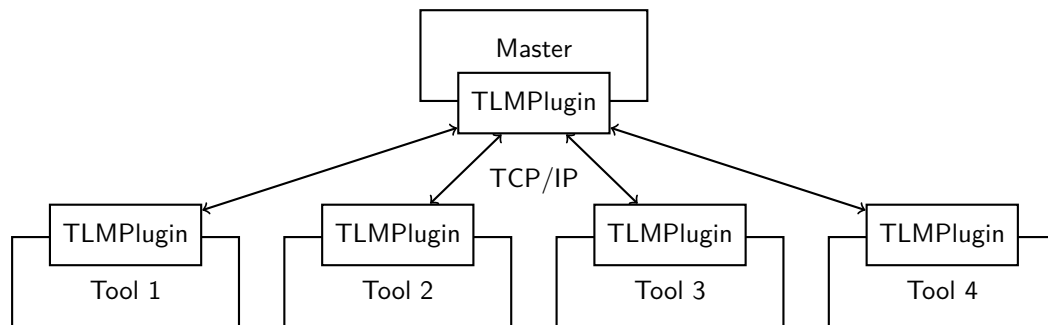 Master
TLMPlugin
TCP/IP
TLMPlugin TLMPlugin TLMPlugin TLMPlugin
Tool 1 Tool 2 Tool 3 Tool 4